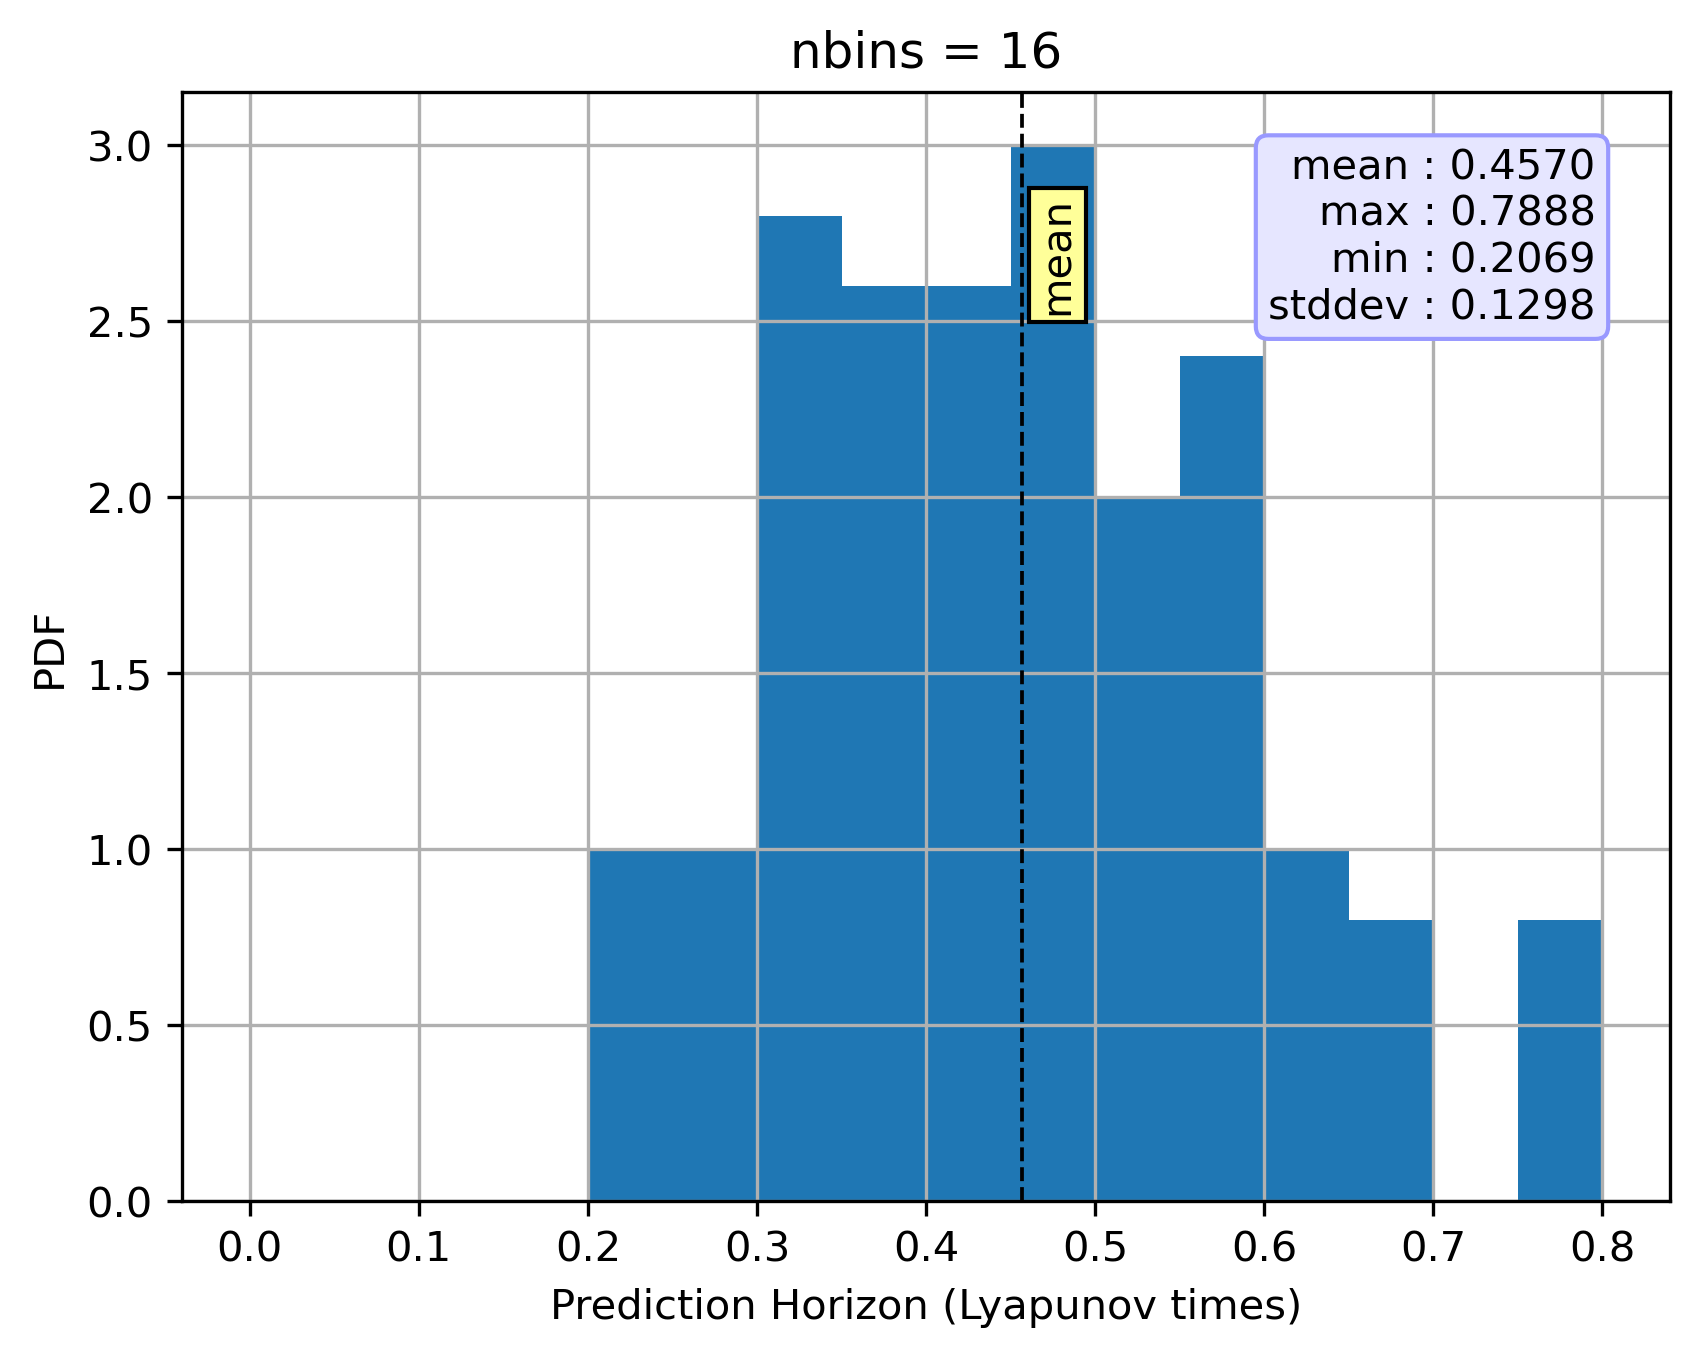 nbins = 16
3.0
2.5
2.0
1.5
1.0
0.5
0.0
PDF
mean
mean : 0.4570
max : 0.7888
min : 0.2069
stddev : 0.1298
0.0 0.1 0.2 0.3 0.4 0.5 0.6 0.7 0.8
Prediction Horizon (Lyapunov times)